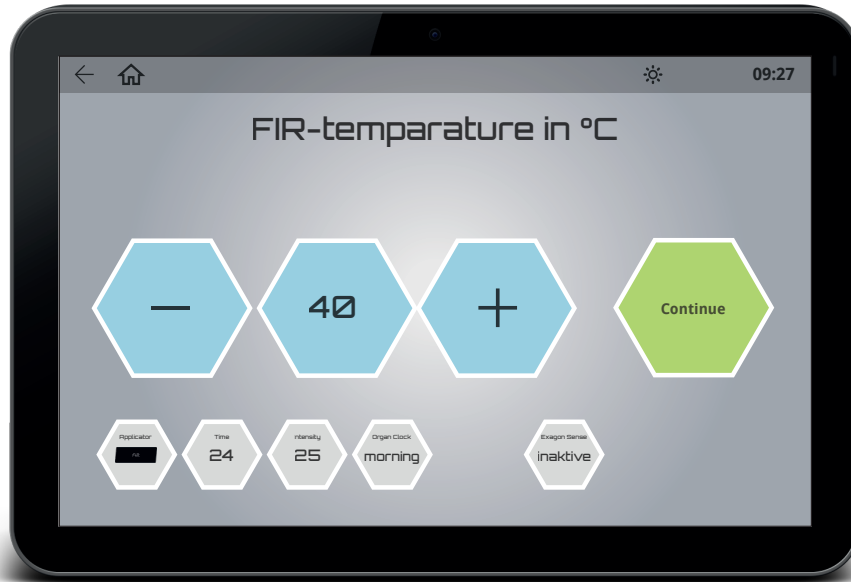 09:27
FIR-temparature in °C
−
40
+
Continue
Applicator
Time
24
ntensity
25
Organ Clock
morning
Exagon Sense
inaktive